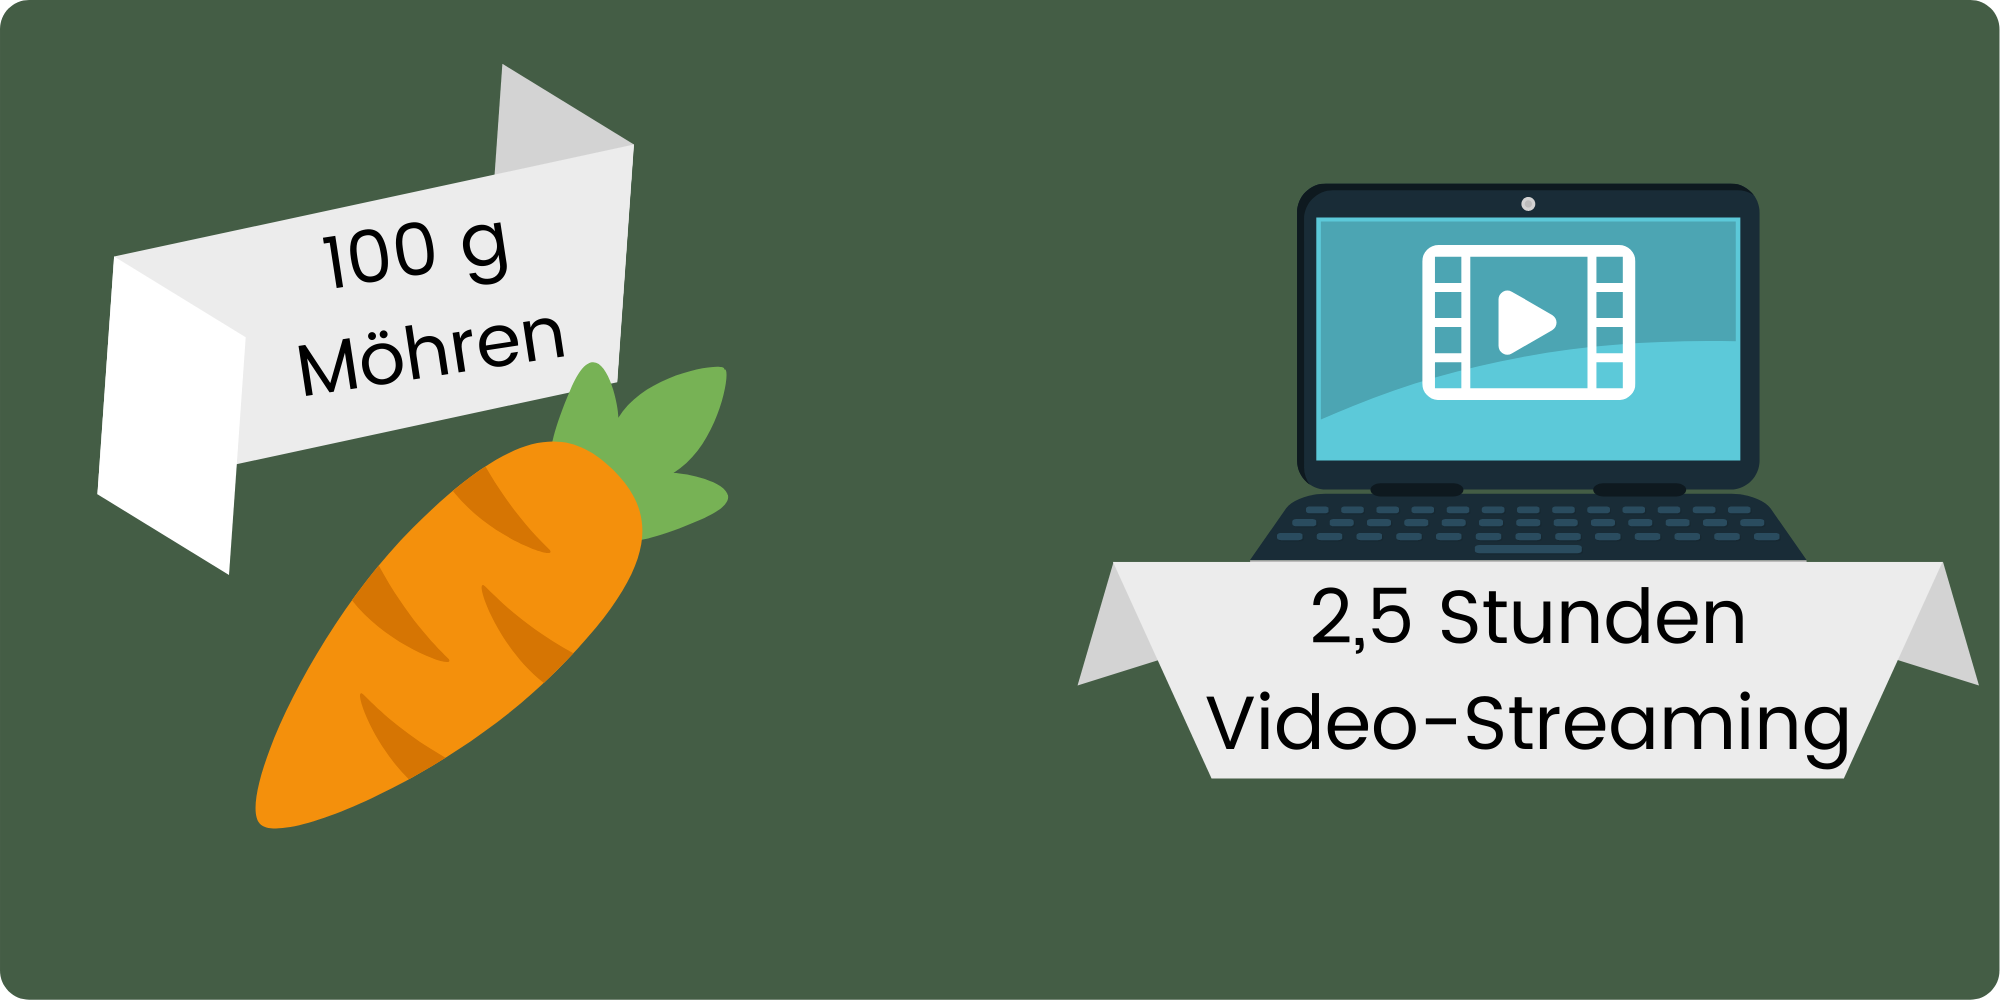 100 g
Möhren
2,5 Stunden
Video-Streaming